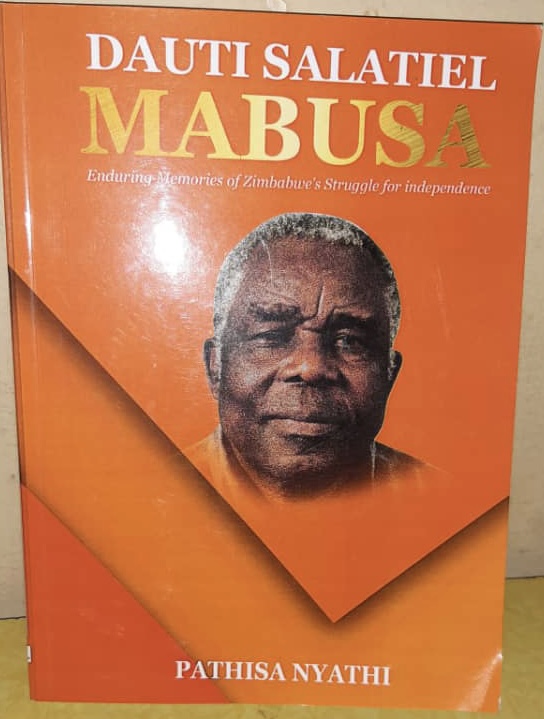 DAUTI SALATIEL
MABUSA
Enduring Memories of Zimbabwe's Struggle for independence
PATHISA NYATHI